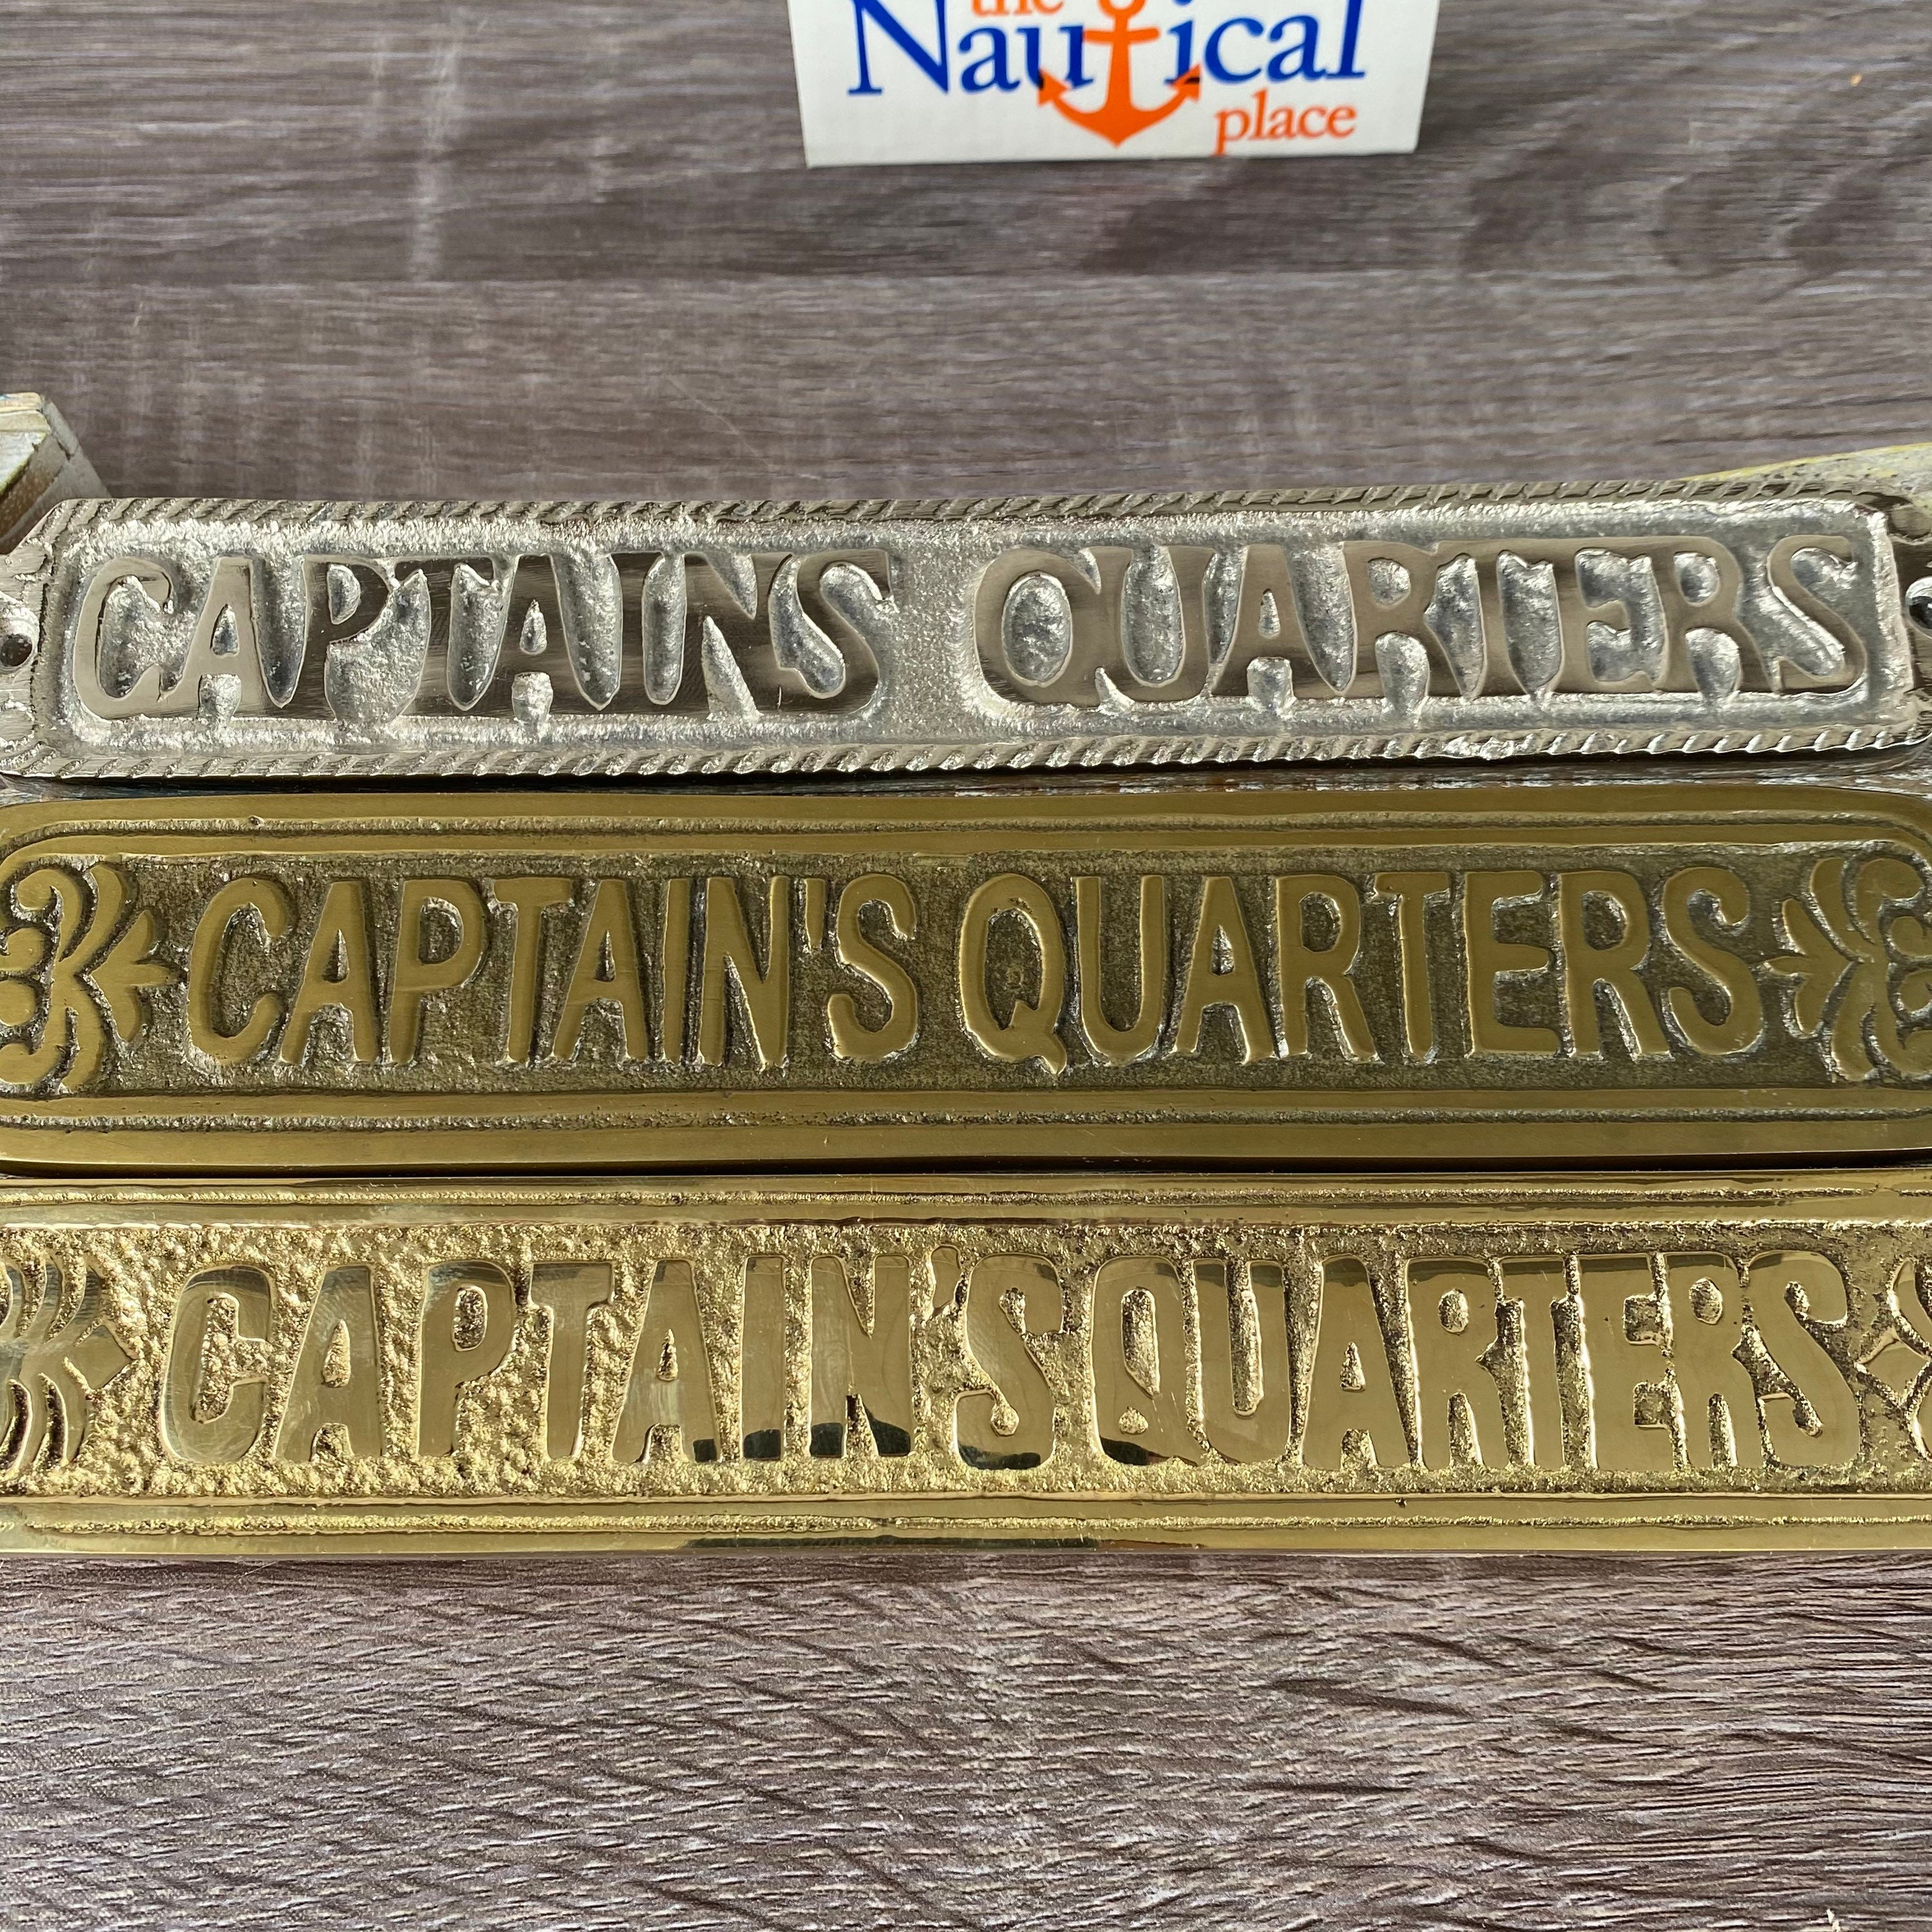 the
Nautical
place
CAPTAINS QUARTERS
CAPTAIN'S QUARTERS
CAPTAIN'S QUARTERS